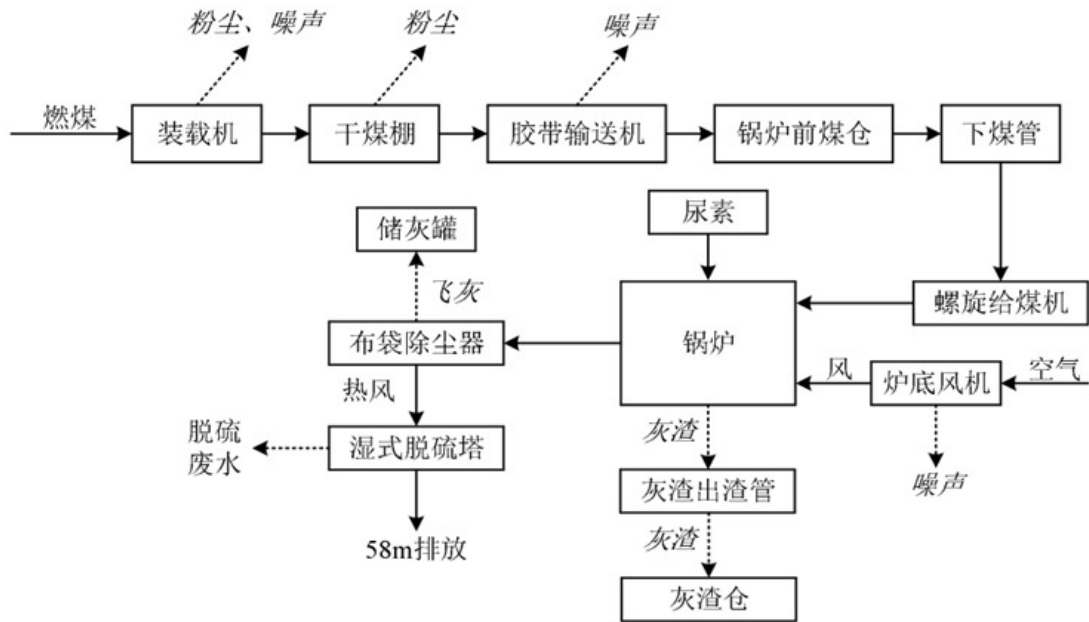 粉尘、噪声
粉尘
噪声
燃煤
装载机
干煤棚
胶带输送机
锅炉前煤仓
下煤管
尿素
储灰罐
飞灰
螺旋给煤机
锅炉
布袋除尘器
风
炉底风机
空气
热风
脱硫
废水
湿式脱硫塔
灰渣
噪声
灰渣出渣管
58m排放
灰渣
灰渣仓